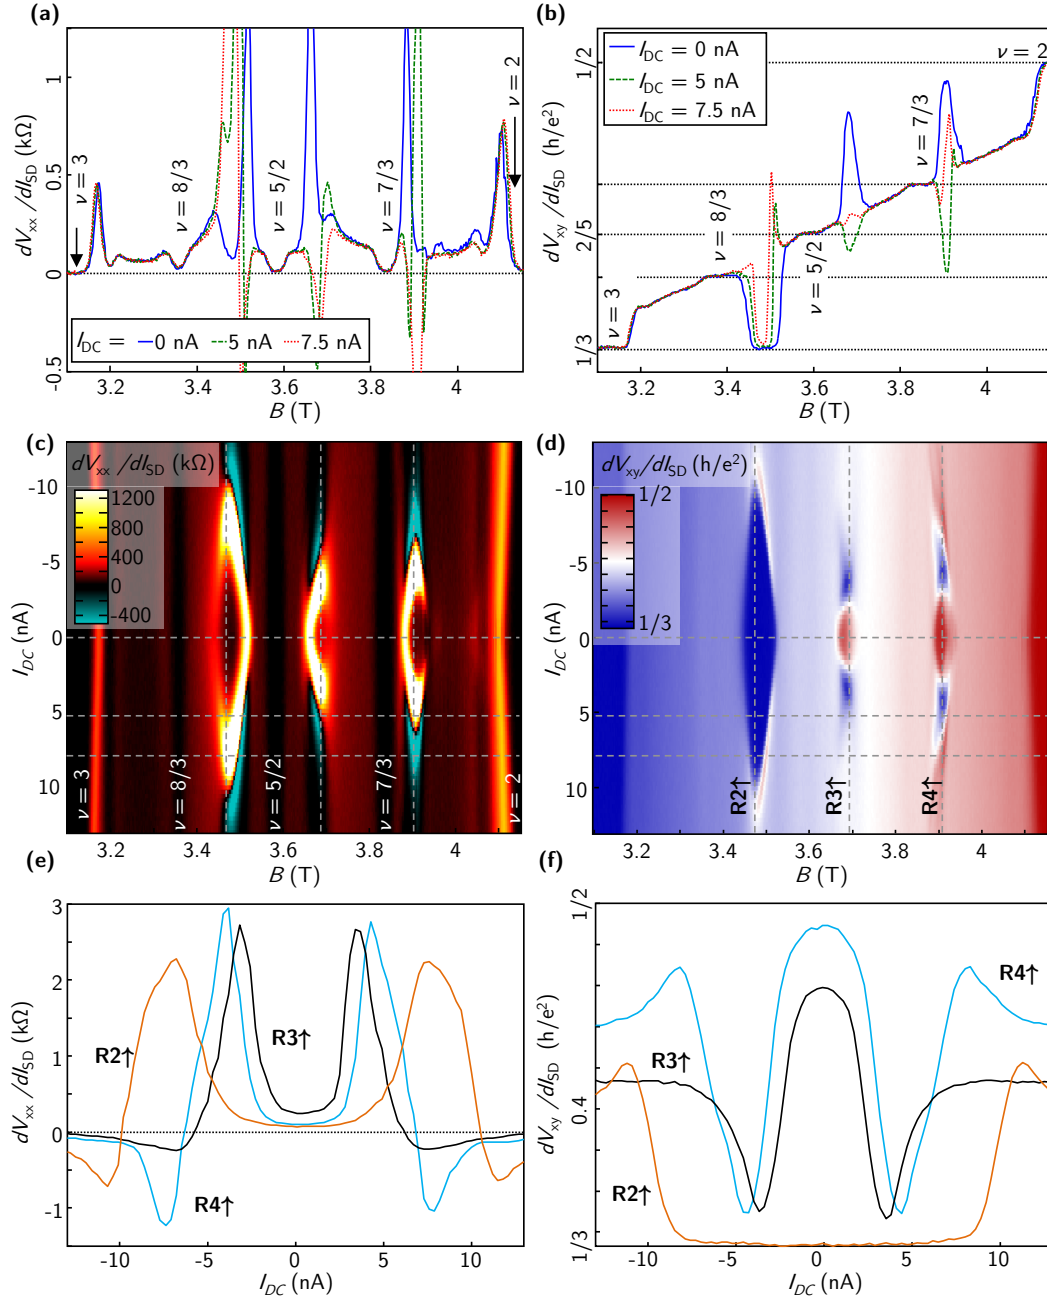 (a)
dVxx /dISD (kΩ)
1
0.5
0
-0.5
3.2 3.4 3.6 3.8 4
B (T)
ν = 3
ν = 8/3
ν = 5/2
ν = 7/3
ν = 2
IDC = 0 nA 5 nA 7.5 nA
(b)
dVxy /dISD (h/e²)
1/2
2/5
1/3
3.2 3.4 3.6 3.8 4
B (T)
IDC = 0 nA
IDC = 5 nA
IDC = 7.5 nA
ν = 3
ν = 8/3
ν = 5/2
ν = 7/3
ν = 2
(c)
dVxx /dISD (kΩ)
1200
800
400
0
-400
IDC (nA)
-10
-5
0
5
10
ν = 3
ν = 8/3
ν = 5/2
ν = 7/3
ν = 2
3.2 3.4 3.6 3.8 4
B (T)
(d)
dVxy/dISD (h/e²)
1/2
1/3
IDC (nA)
-10
-5
0
5
10
R2↑
R3↑
R4↑
3.2 3.4 3.6 3.8 4
B (T)
(e)
dVxx /dISD (kΩ)
3
2
1
0
-1
R2↑
R3↑
R4↑
-10 -5 0 5 10
IDC (nA)
(f)
dVxy /dISD (h/e²)
1/2
0.4
1/3
R4↑
R3↑
R2↑
-10 -5 0 5 10
IDC (nA)